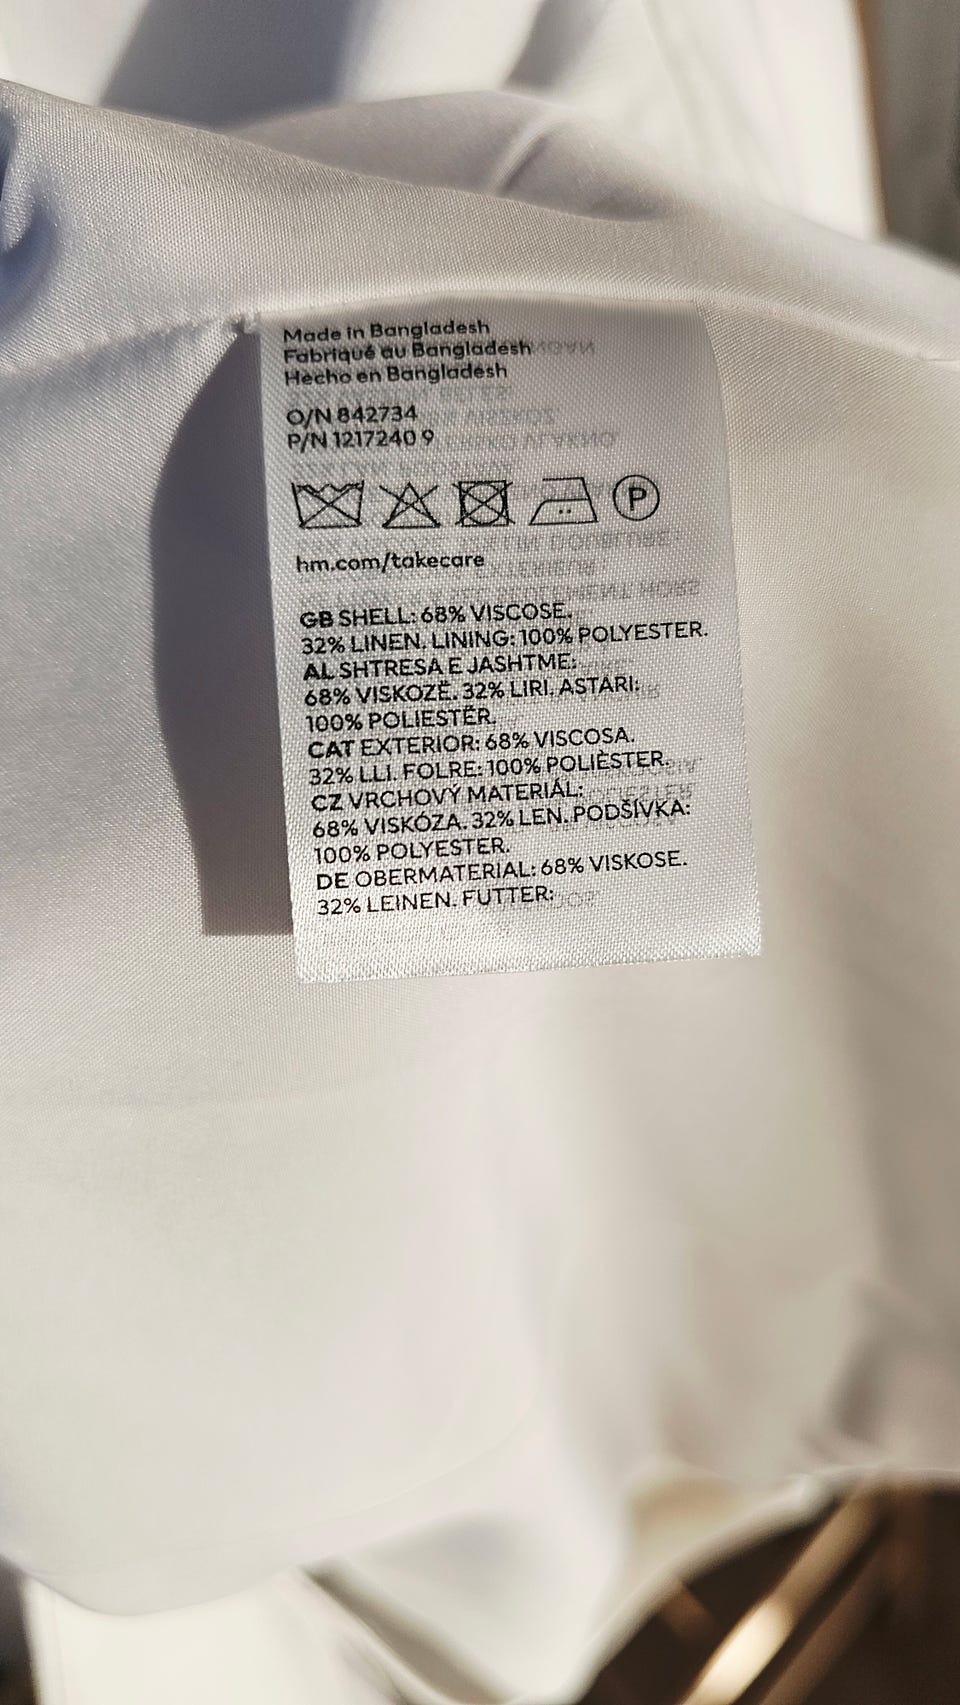 Made in Bangladesh
Fabriqué au Bangladesh
Hecho en Bangladesh
O/N 842734
P/N 1217240 9
P
hm.com/takecare
GB SHELL: 68% VISCOSE.
32% LINEN. LINING: 100% POLYESTER.
AL SHTRESA E JASHTME:
68% VISKOZË. 32% LIRI. ASTARI:
100% POLIESTËR.
CAT EXTERIOR: 68% VISCOSA.
32% LLI. FOLRE: 100% POLIÈSTER.
CZ VRCHOVÝ MATERIÁL:
68% VISKÓZA. 32% LEN. PODŠÍVKA:
100% POLYESTER.
DE OBERMATERIAL: 68% VISKOSE.
32% LEINEN. FUTTER: